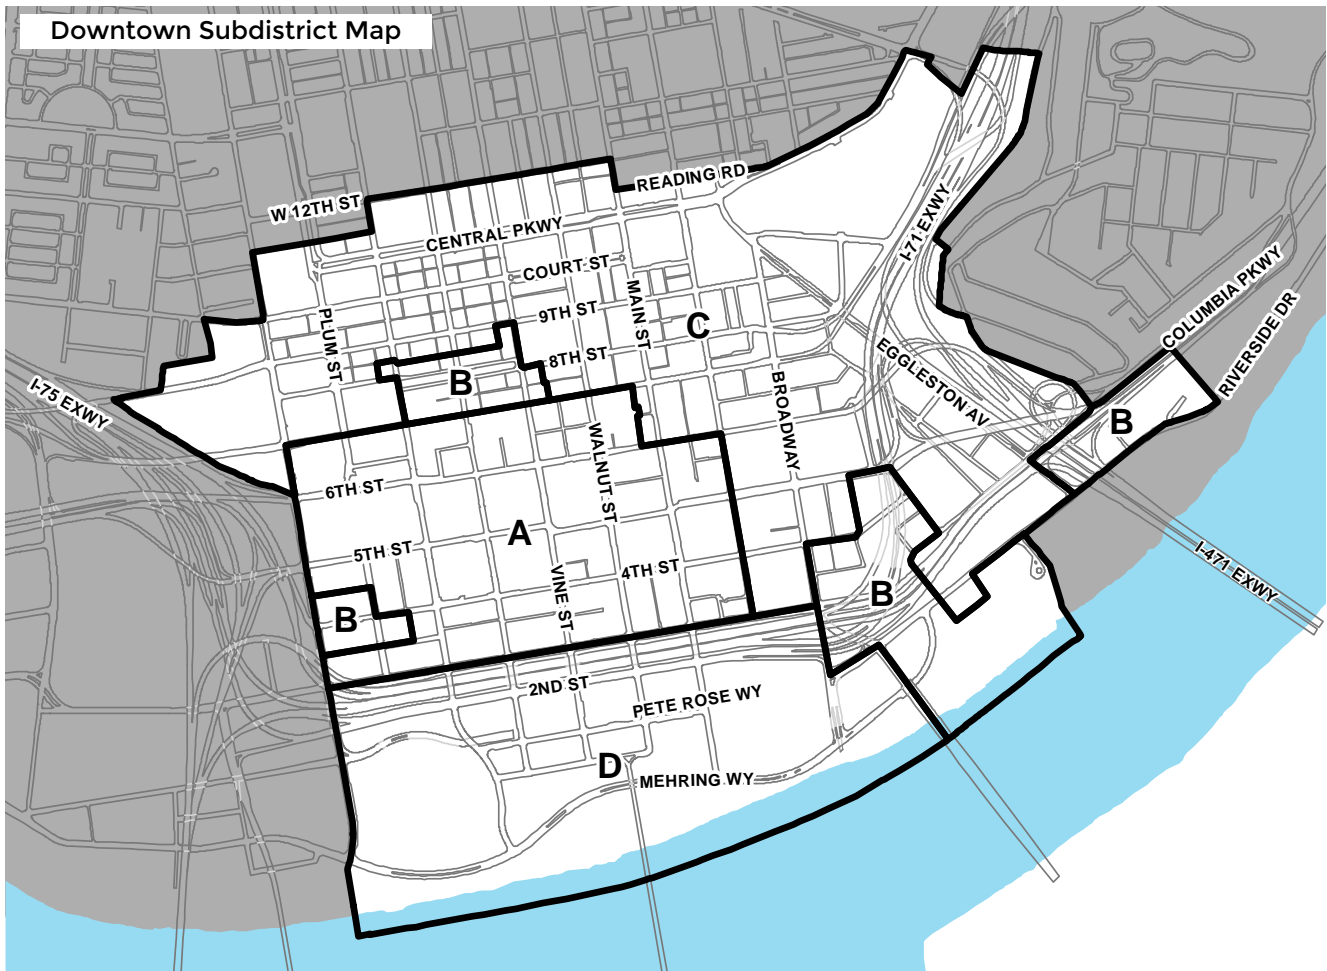 Downtown Subdistrict Map
READING RD
W 12TH ST
CENTRAL PKWY
I-71 EXWY
COURT ST
COLUMBIA PKWY
MAIN ST
9TH ST
PLUM ST
C
RIVERSIDE DR
8TH ST
EGGLESTON AV
B
I-75 EXWY
BROADWAY
B
WALNUT ST
6TH ST
A
5TH ST
4TH ST
I-471 EXWY
VINE ST
B
B
2ND ST
PETE ROSE WY
D
MEHRING WY